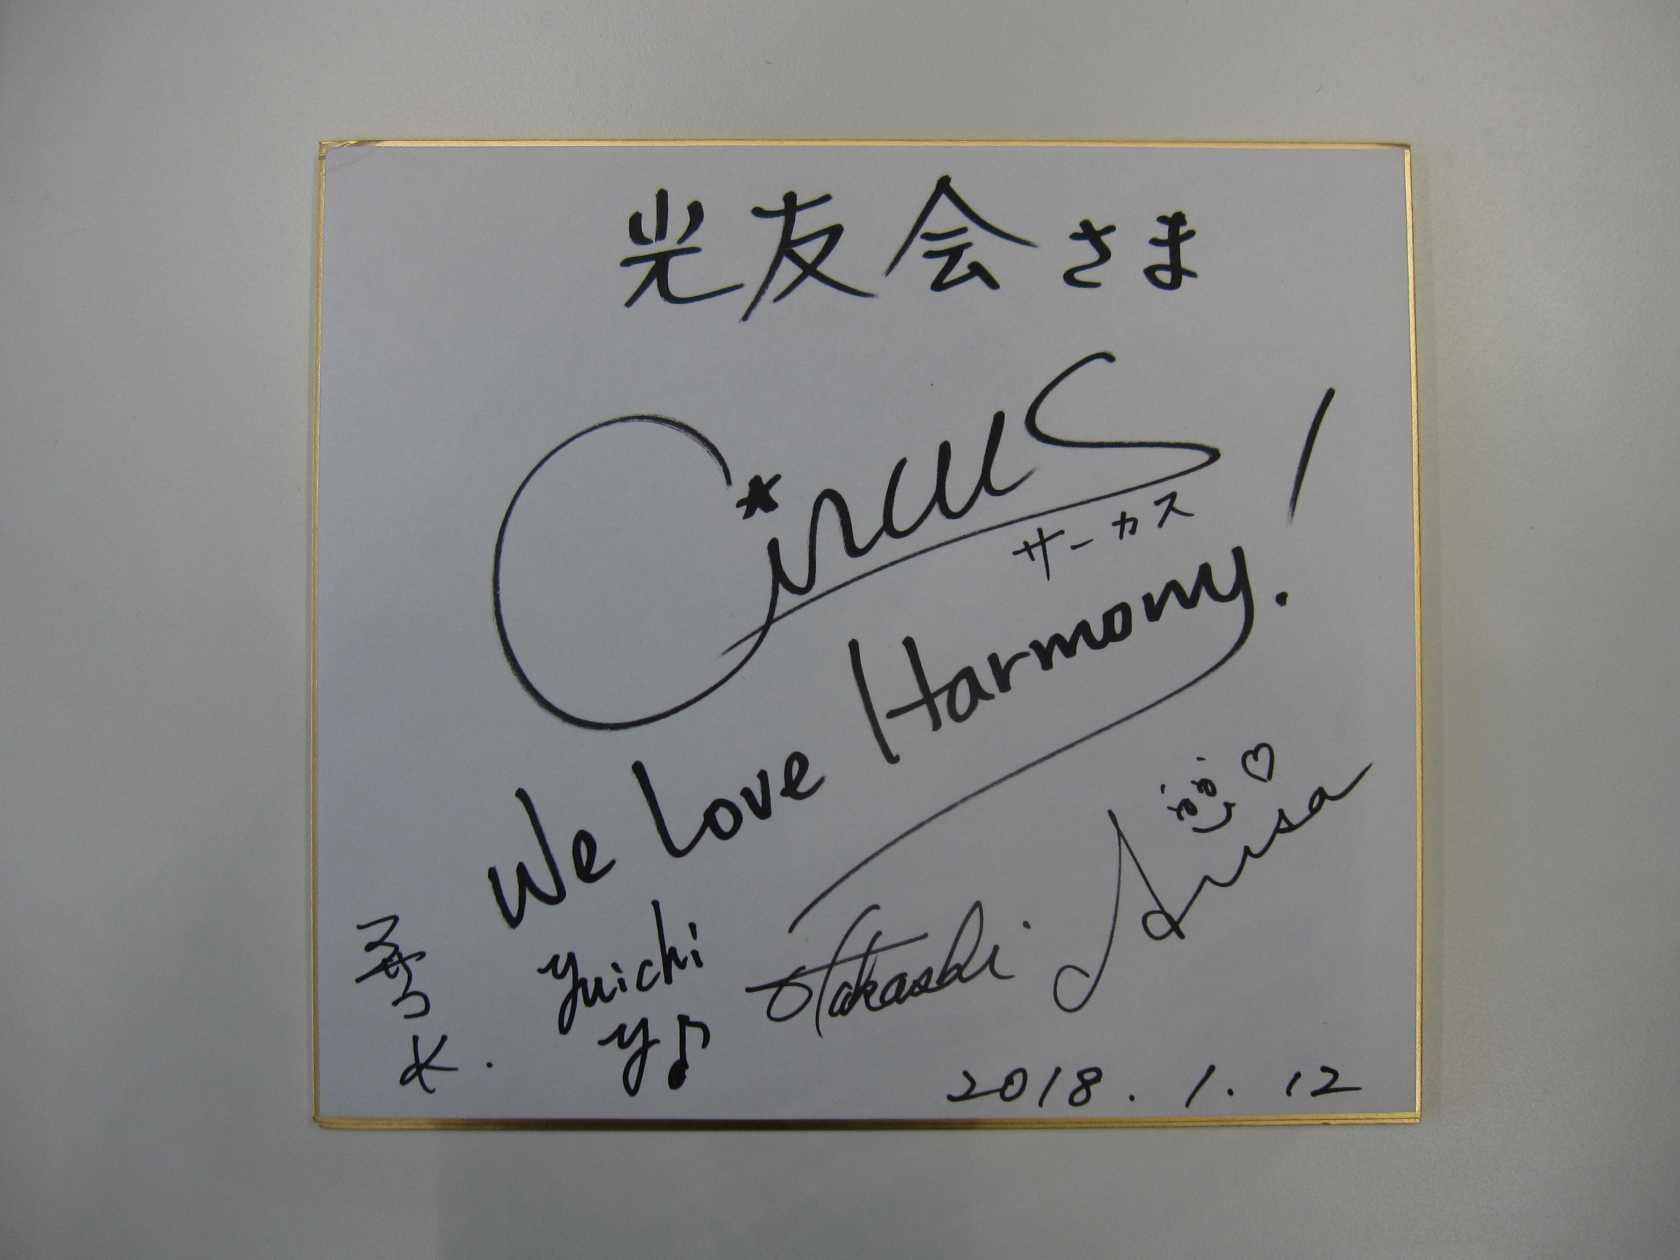 光友会さま
Circus
サーカス
We Love Harmony!
Yuichi
Y♪
Takashi
Arisa
K.
2018.1.12